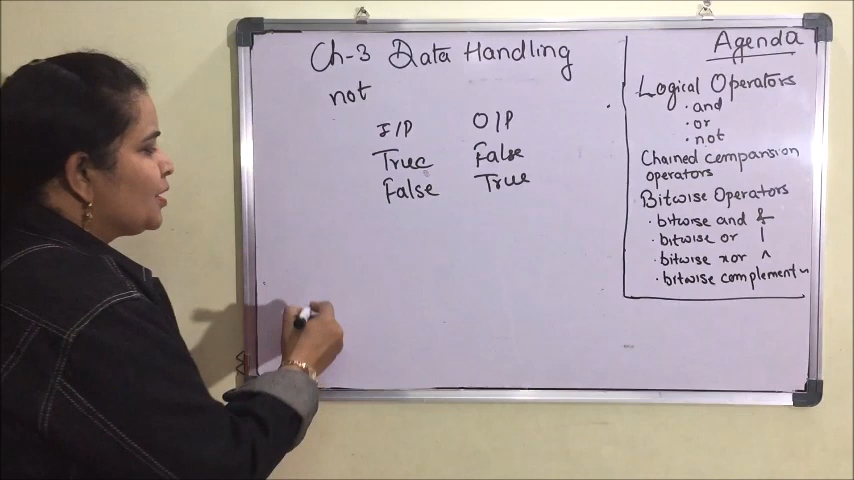 Ch-3 Data Handling
not
I/P O/P
True False
False True
Agenda
Logical Operators
· and
· or
· not
Chained comparision
operators
Bitwise Operators
· bitwise and &
· bitwise or |
· bitwise xor ^
· bitwise complement ~